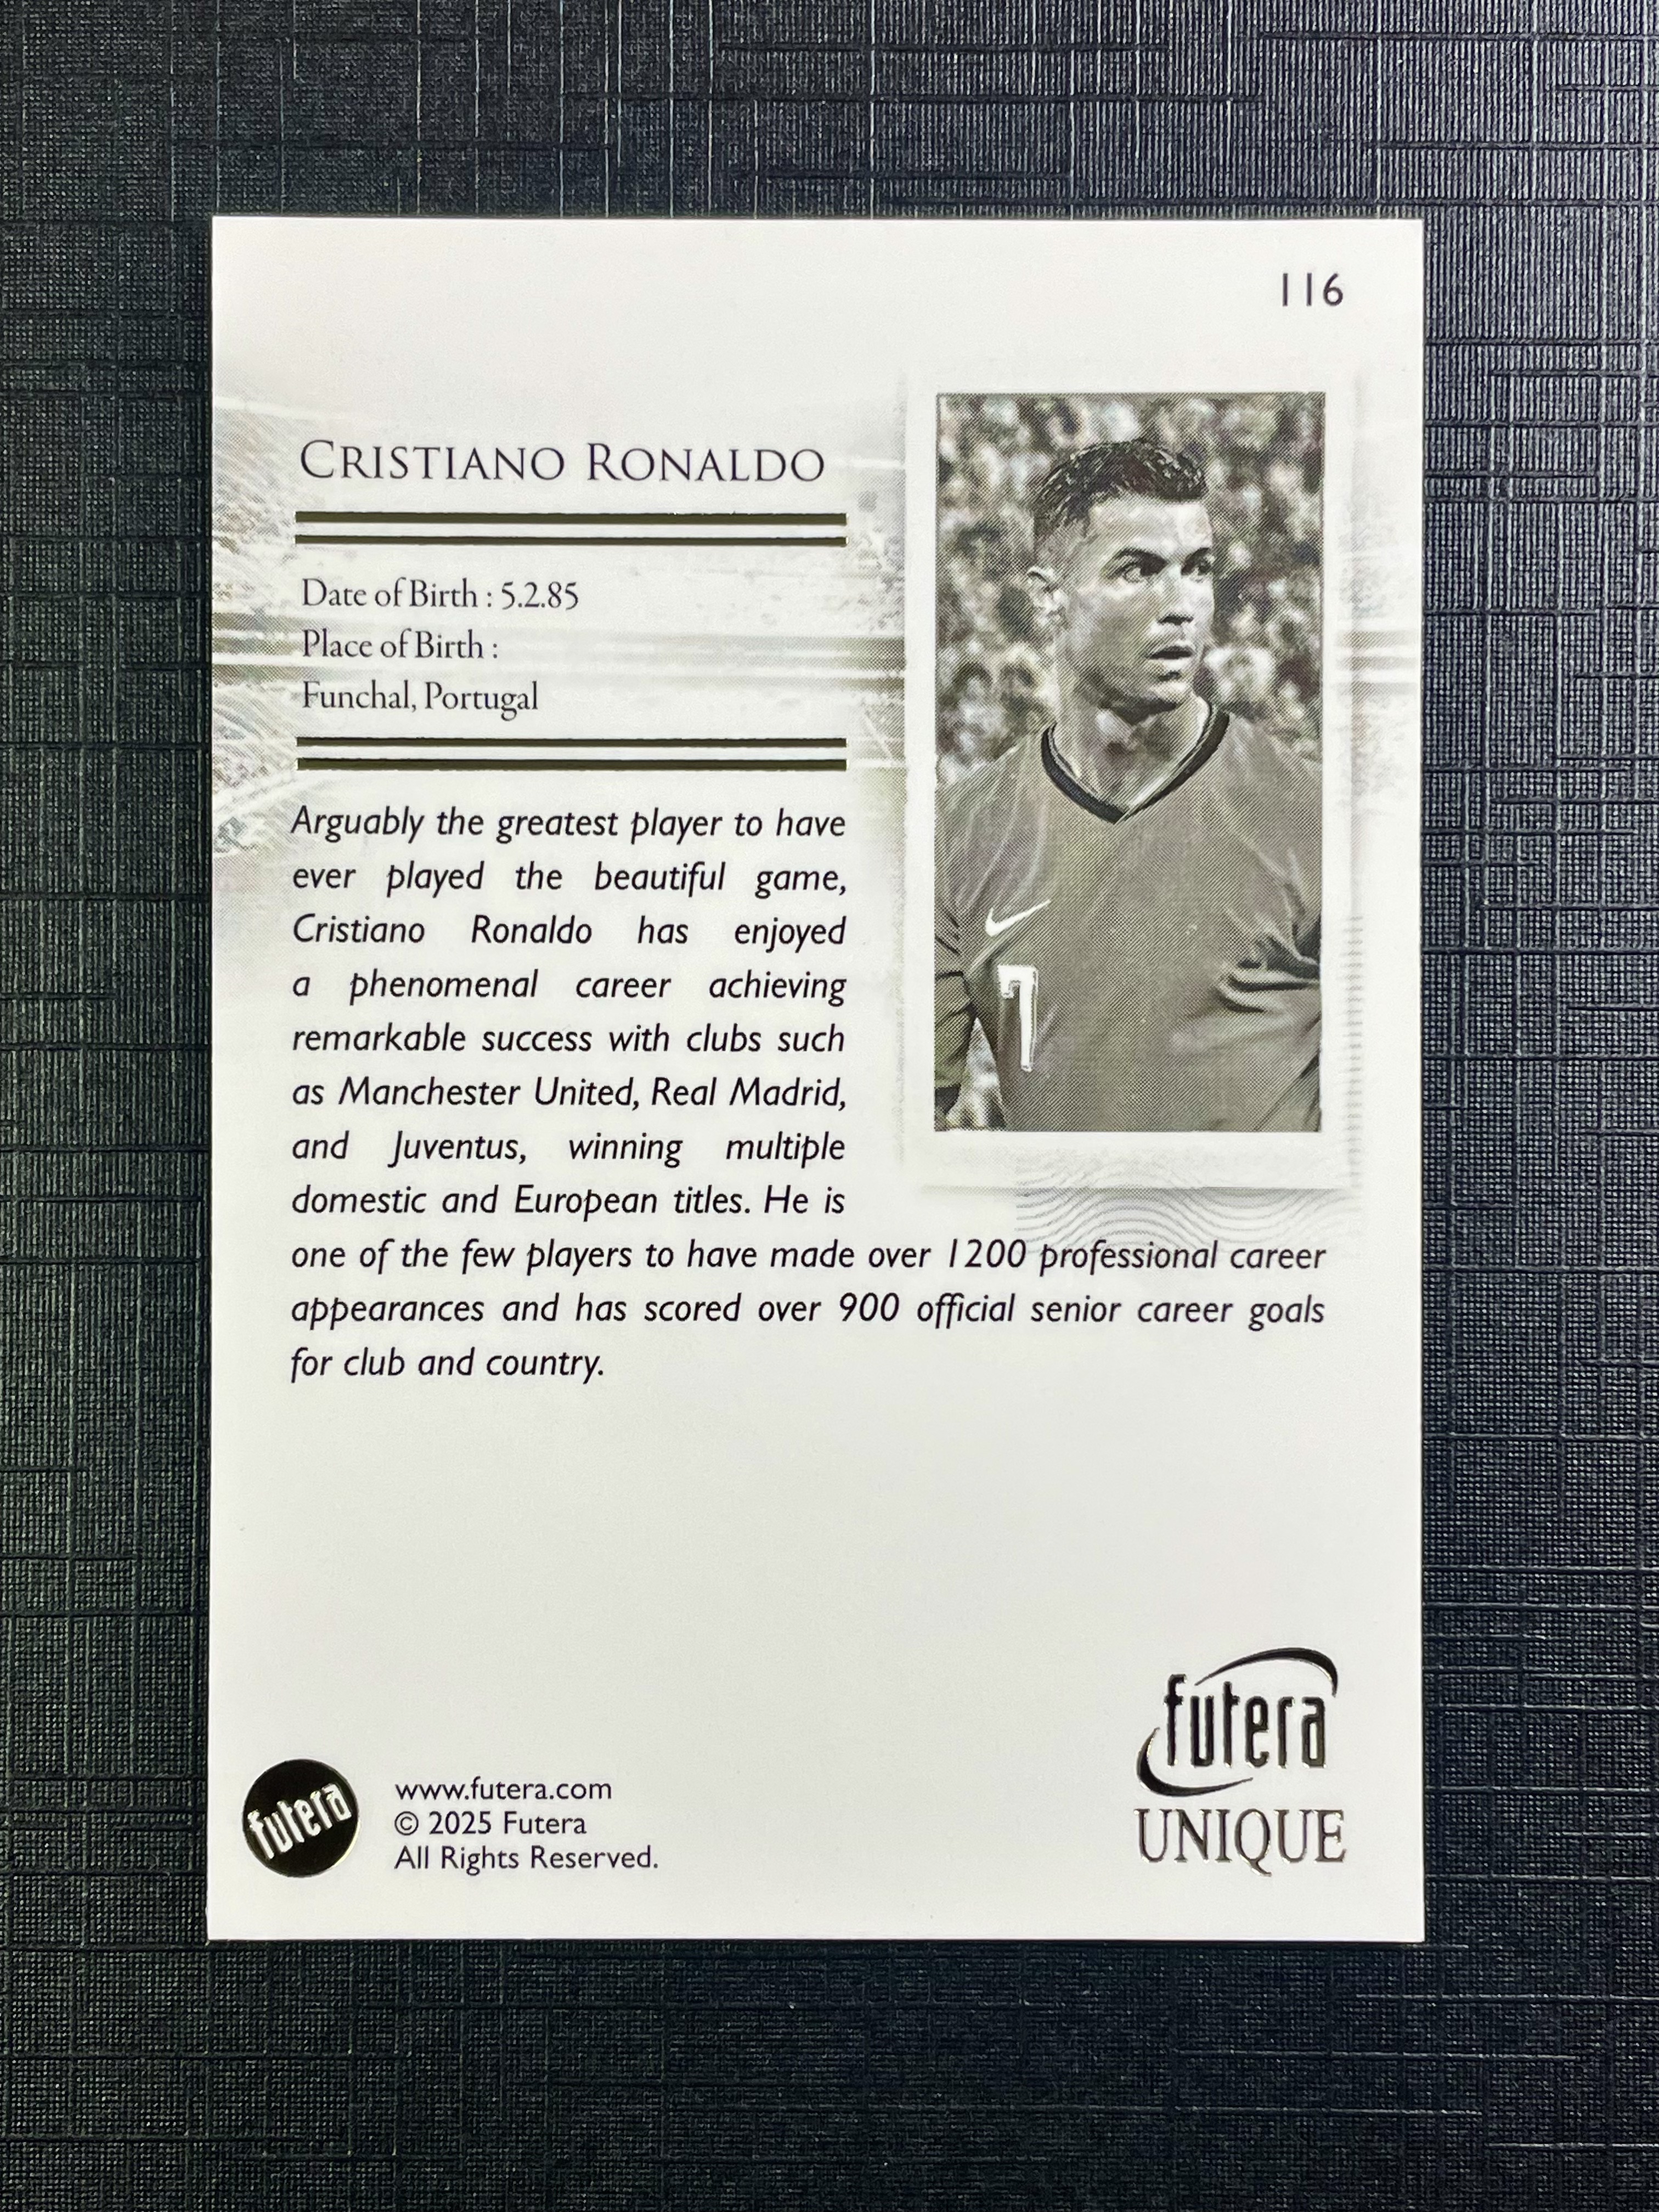 116
CRISTIANO RONALDO
Date of Birth : 5.2.85
Place of Birth :
Funchal, Portugal
Arguably the greatest player to have
ever played the beautiful game,
Cristiano Ronaldo has enjoyed
a phenomenal career achieving
remarkable success with clubs such
as Manchester United, Real Madrid,
and Juventus, winning multiple
domestic and European titles. He is
one of the few players to have made over 1200 professional career
appearances and has scored over 900 official senior career goals
for club and country.
7
futera
www.futera.com
© 2025 Futera
All Rights Reserved.
futera
UNIQUE